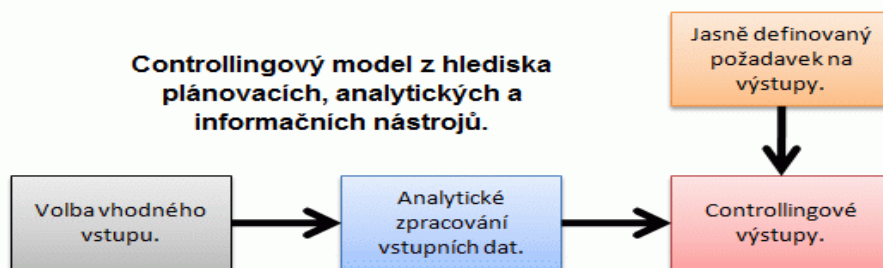 Controllingový model z hlediska
plánovacích, analytických a
informačních nástrojů.
Jasně definovaný
požadavek na
výstupy.
Volba vhodného
vstupu.
Analytické
zpracování
vstupních dat.
Controllingové
výstupy.